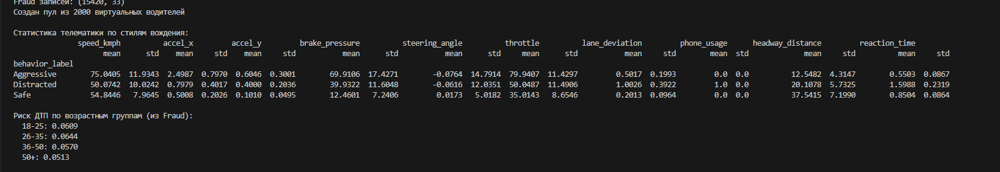 Fraud записей: (15420, 33)
Создан пул из 2000 виртуальных водителей
Статистика телематики по стилям вождения:
speed_kmph accel_x accel_y brake_pressure steering_angle throttle lane_deviation phone_usage headway_distance reaction_time
mean std mean std mean std mean std mean std mean std mean std mean std mean std mean std
behavior_label
Aggressive 75.0405 11.9343 2.4987 0.7970 0.6046 0.3001 69.9106 17.4271 -0.0764 14.7914 79.9407 11.4297 0.5017 0.1993 0.0 0.0 12.5482 4.3147 0.5503 0.0867
Distracted 50.0742 10.0242 0.7979 0.4017 0.4000 0.2036 39.9322 11.6048 -0.0616 12.0351 50.0487 11.4906 1.0026 0.3922 1.0 0.0 20.1078 5.7325 1.5988 0.2319
Safe 54.8446 7.9645 0.5008 0.2026 0.1010 0.0495 12.4601 7.2406 0.0173 5.0182 35.0143 8.6546 0.2013 0.0964 0.0 0.0 37.5415 7.1990 0.8504 0.0864
Риск ДТП по возрастным группам (из Fraud):
18-25: 0.0609
26-35: 0.0644
36-50: 0.0570
50+: 0.0513